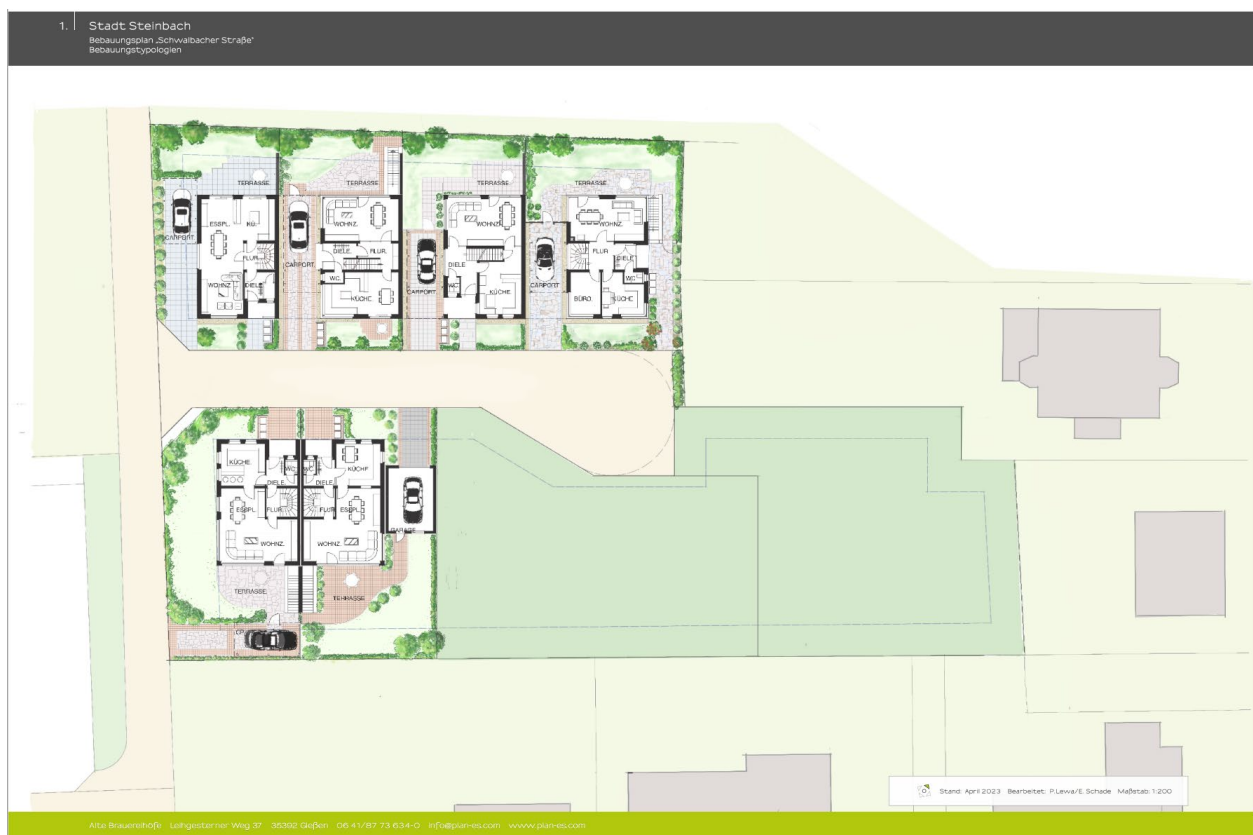 1. Stadt Steinbach
Bebauungsplan „Schwalbacher Straße"
Bebauungstypologien
TERRASSE
TERRASSE
TERRASSE
TERRASSE
CARPORT
ESSPL.
KÜ.
FLUR
WOHNZ.
DIELE
CARPORT
WOHNZ.
DIELE
FLUR
WC
KÜCHE
CARPORT
WOHNZ.
DIELE
WC
KÜCHE
CARPORT
WOHNZ.
FLUR
DIELE
WC
BÜRO
KÜCHE
KÜCHE
WC
DIELE
ESSPL.
FLUR
WOHNZ.
TERRASSE
WC
KÜCHE
DIELE
FLUR
ESSPL.
WOHNZ.
TERRASSE
GARAGE
CP
Stand: April 2023 Bearbeitet: P.Lewa/E. Schade Maßstab: 1:200
Alte Brauereihöfe Leihgesterner Weg 37 35392 Gießen 06 41/87 73 634-0 info@plan-es.com www.plan-es.com